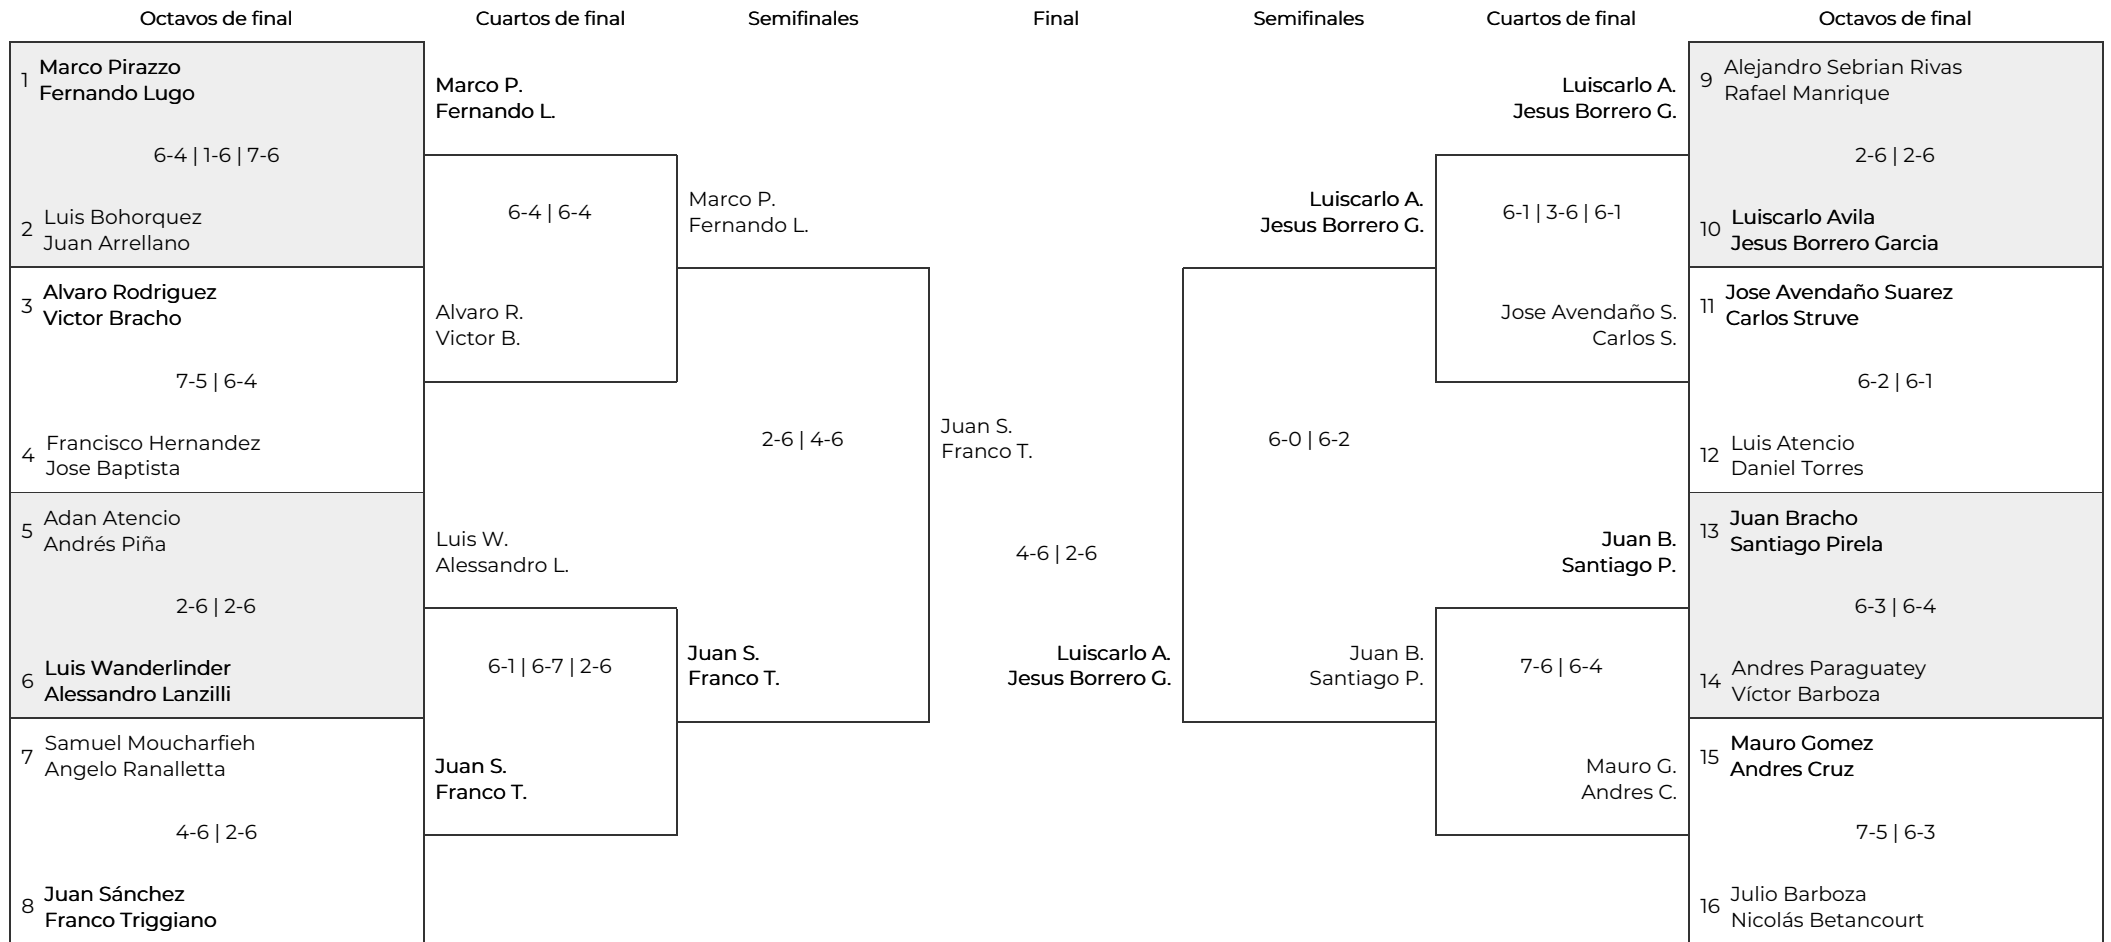 Octavos de final
Cuartos de final
Semifinales
Final
Semifinales
Cuartos de final
Octavos de final
1
Marco Pirazzo
Fernando Lugo
6-4 | 1-6 | 7-6
2
Luis Bohorquez
Juan Arrellano
3
Alvaro Rodriguez
Victor Bracho
7-5 | 6-4
4
Francisco Hernandez
Jose Baptista
5
Adan Atencio
Andrés Piña
2-6 | 2-6
6
Luis Wanderlinder
Alessandro Lanzilli
7
Samuel Moucharfieh
Angelo Ranalletta
4-6 | 2-6
8
Juan Sánchez
Franco Triggiano
Marco P.
Fernando L.
6-4 | 6-4
Alvaro R.
Victor B.
Luis W.
Alessandro L.
6-1 | 6-7 | 2-6
Juan S.
Franco T.
Marco P.
Fernando L.
2-6 | 4-6
Juan S.
Franco T.
Juan S.
Franco T.
4-6 | 2-6
Luiscarlo A.
Jesus Borrero G.
Luiscarlo A.
Jesus Borrero G.
6-0 | 6-2
Juan B.
Santiago P.
Luiscarlo A.
Jesus Borrero G.
6-1 | 3-6 | 6-1
Jose Avendaño S.
Carlos S.
Juan B.
Santiago P.
7-6 | 6-4
Mauro G.
Andres C.
9
Alejandro Sebrian Rivas
Rafael Manrique
2-6 | 2-6
10
Luiscarlo Avila
Jesus Borrero Garcia
11
Jose Avendaño Suarez
Carlos Struve
6-2 | 6-1
12
Luis Atencio
Daniel Torres
13
Juan Bracho
Santiago Pirela
6-3 | 6-4
14
Andres Paraguatey
Víctor Barboza
15
Mauro Gomez
Andres Cruz
7-5 | 6-3
16
Julio Barboza
Nicolás Betancourt